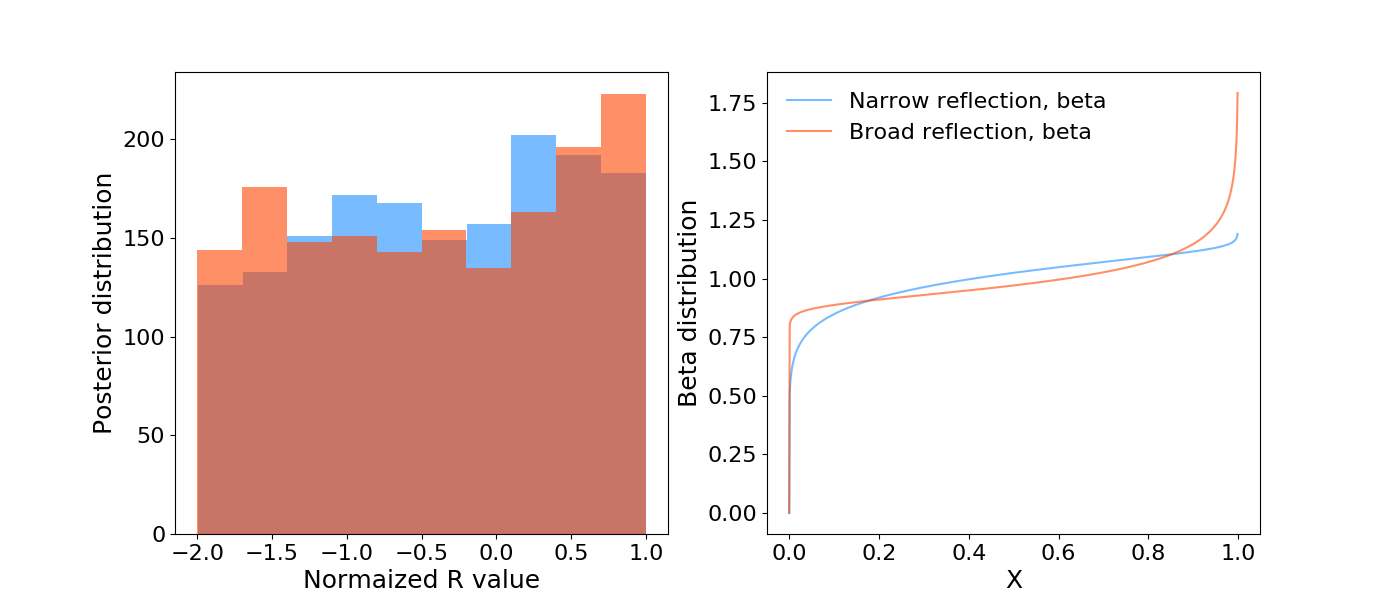 Posterior distribution
200
150
100
50
0
−2.0 −1.5 −1.0 −0.5 0.0 0.5 1.0
Normaized R value
Beta distribution
1.75
1.50
1.25
1.00
0.75
0.50
0.25
0.00
Narrow reflection, beta
Broad reflection, beta
0.0 0.2 0.4 0.6 0.8 1.0
X